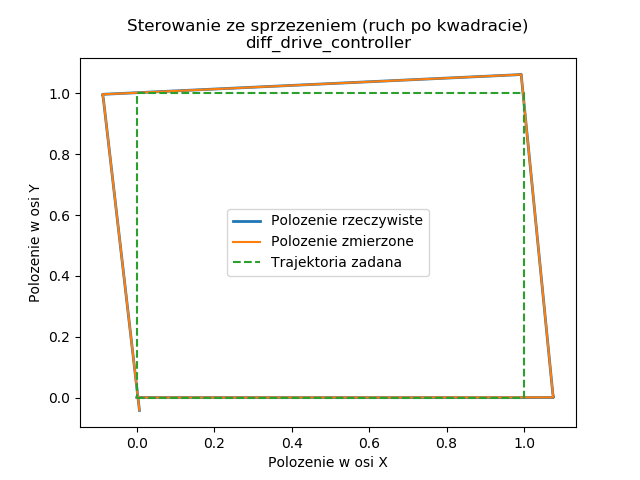 Sterowanie ze sprzezeniem (ruch po kwadracie)
diff_drive_controller
1.0
0.8
0.6
0.4
0.2
0.0
Polozenie w osi Y
Polozenie rzeczywiste
Polozenie zmierzone
Trajektoria zadana
0.0 0.2 0.4 0.6 0.8 1.0
Polozenie w osi X